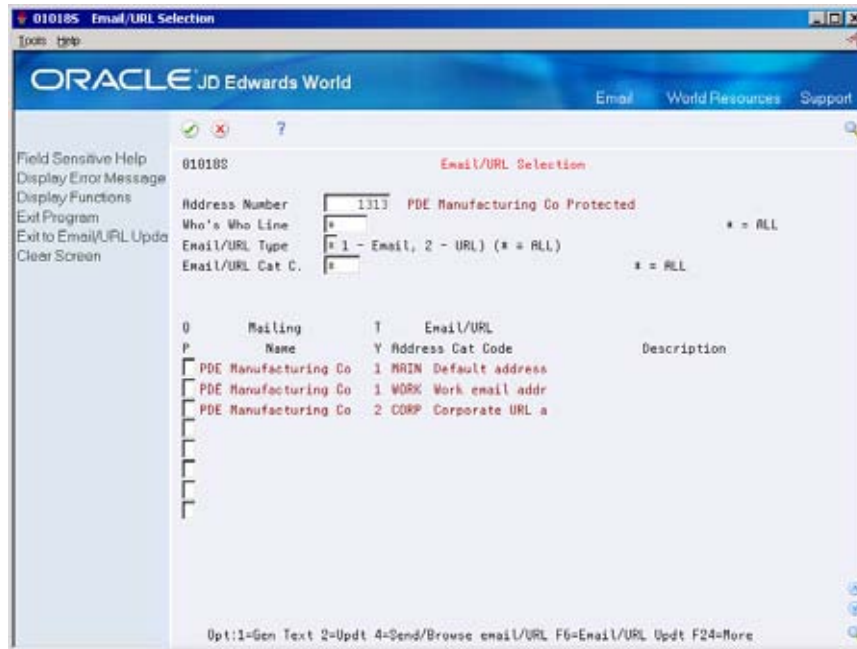 01018S Email/URL Selection
Tools Help
ORACLE JD Edwards World
Email World Resources Support
?
Field Sensitive Help
Display Error Message
Display Functions
Exit Program
Exit to Email/URL Upda
Clear Screen
01018S Email/URL Selection
Address Number 1313 PDE Manufacturing Co Protected
Who's Who Line * * = ALL
Email/URL Type * 1 - Email, 2 - URL) (* = ALL)
Email/URL Cat C. * * = ALL
O Mailing T Email/URL
P Name Y Address Cat Code Description
PDE Manufacturing Co 1 MAIN Default address
PDE Manufacturing Co 1 WORK Work email addr
PDE Manufacturing Co 2 CORP Corporate URL a
Opt:1=Gen Text 2=Updt 4=Send/Browse email/URL F6=Email/URL Updt F24=More